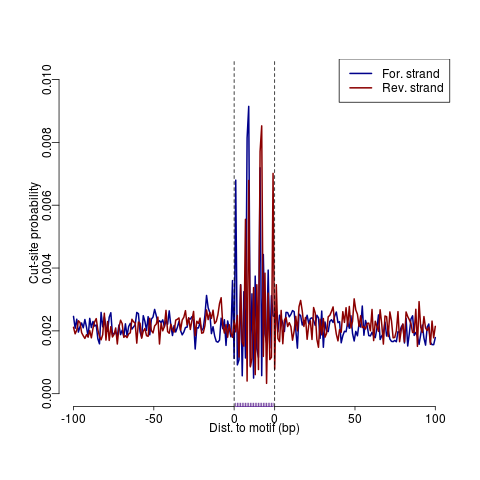 For. strand
Rev. strand
Cut-site probability
0.010
0.008
0.006
0.004
0.002
0.000
-100 -50 0 0 50 100
Dist. to motif (bp)